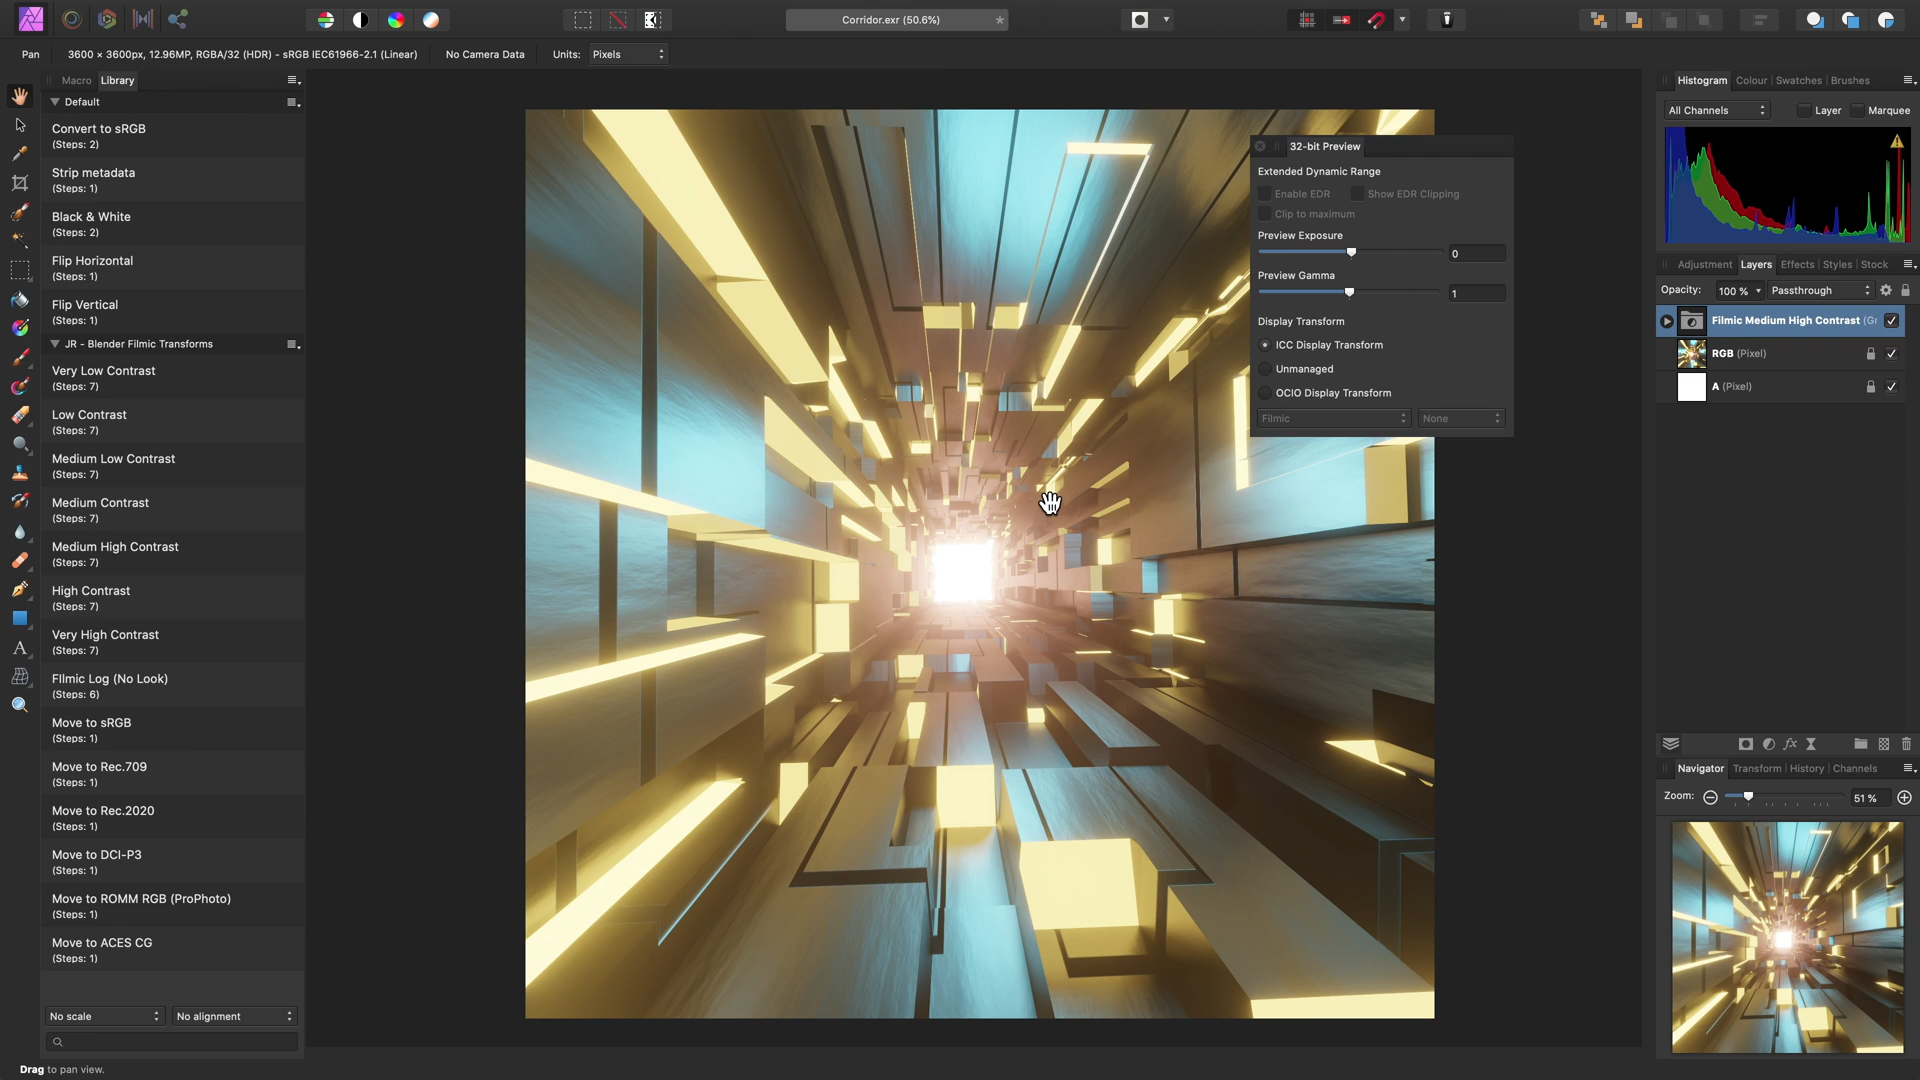 Corridor.exr (50.6%)
*
Pan
3600 × 3600px, 12.96MP, RGBA/32 (HDR) - sRGB IEC61966-2.1 (Linear)
No Camera Data
Units:
Pixels
Macro
Library
Default
Convert to sRGB
(Steps: 2)
Strip metadata
(Steps: 1)
Black & White
(Steps: 2)
Flip Horizontal
(Steps: 1)
Flip Vertical
(Steps: 1)
JR - Blender Filmic Transforms
Very Low Contrast
(Steps: 7)
Low Contrast
(Steps: 7)
Medium Low Contrast
(Steps: 7)
Medium Contrast
(Steps: 7)
Medium High Contrast
(Steps: 7)
High Contrast
(Steps: 7)
Very High Contrast
(Steps: 7)
FIlmic Log (No Look)
(Steps: 6)
Move to sRGB
(Steps: 1)
Move to Rec.709
(Steps: 1)
Move to Rec.2020
(Steps: 1)
Move to DCI-P3
(Steps: 1)
Move to ROMM RGB (ProPhoto)
(Steps: 1)
Move to ACES CG
(Steps: 1)
No scale
No alignment
Drag to pan view.
32-bit Preview
Extended Dynamic Range
Enable EDR
Show EDR Clipping
Clip to maximum
Preview Exposure
0
Preview Gamma
1
Display Transform
ICC Display Transform
Unmanaged
OCIO Display Transform
Filmic
None
Histogram
Colour
Swatches
Brushes
All Channels
Layer
Marquee
Adjustment
Layers
Effects
Styles
Stock
Opacity:
100 %
Passthrough
Filmic Medium High Contrast (Gr
RGB (Pixel)
A (Pixel)
Navigator
Transform
History
Channels
Zoom:
51 %